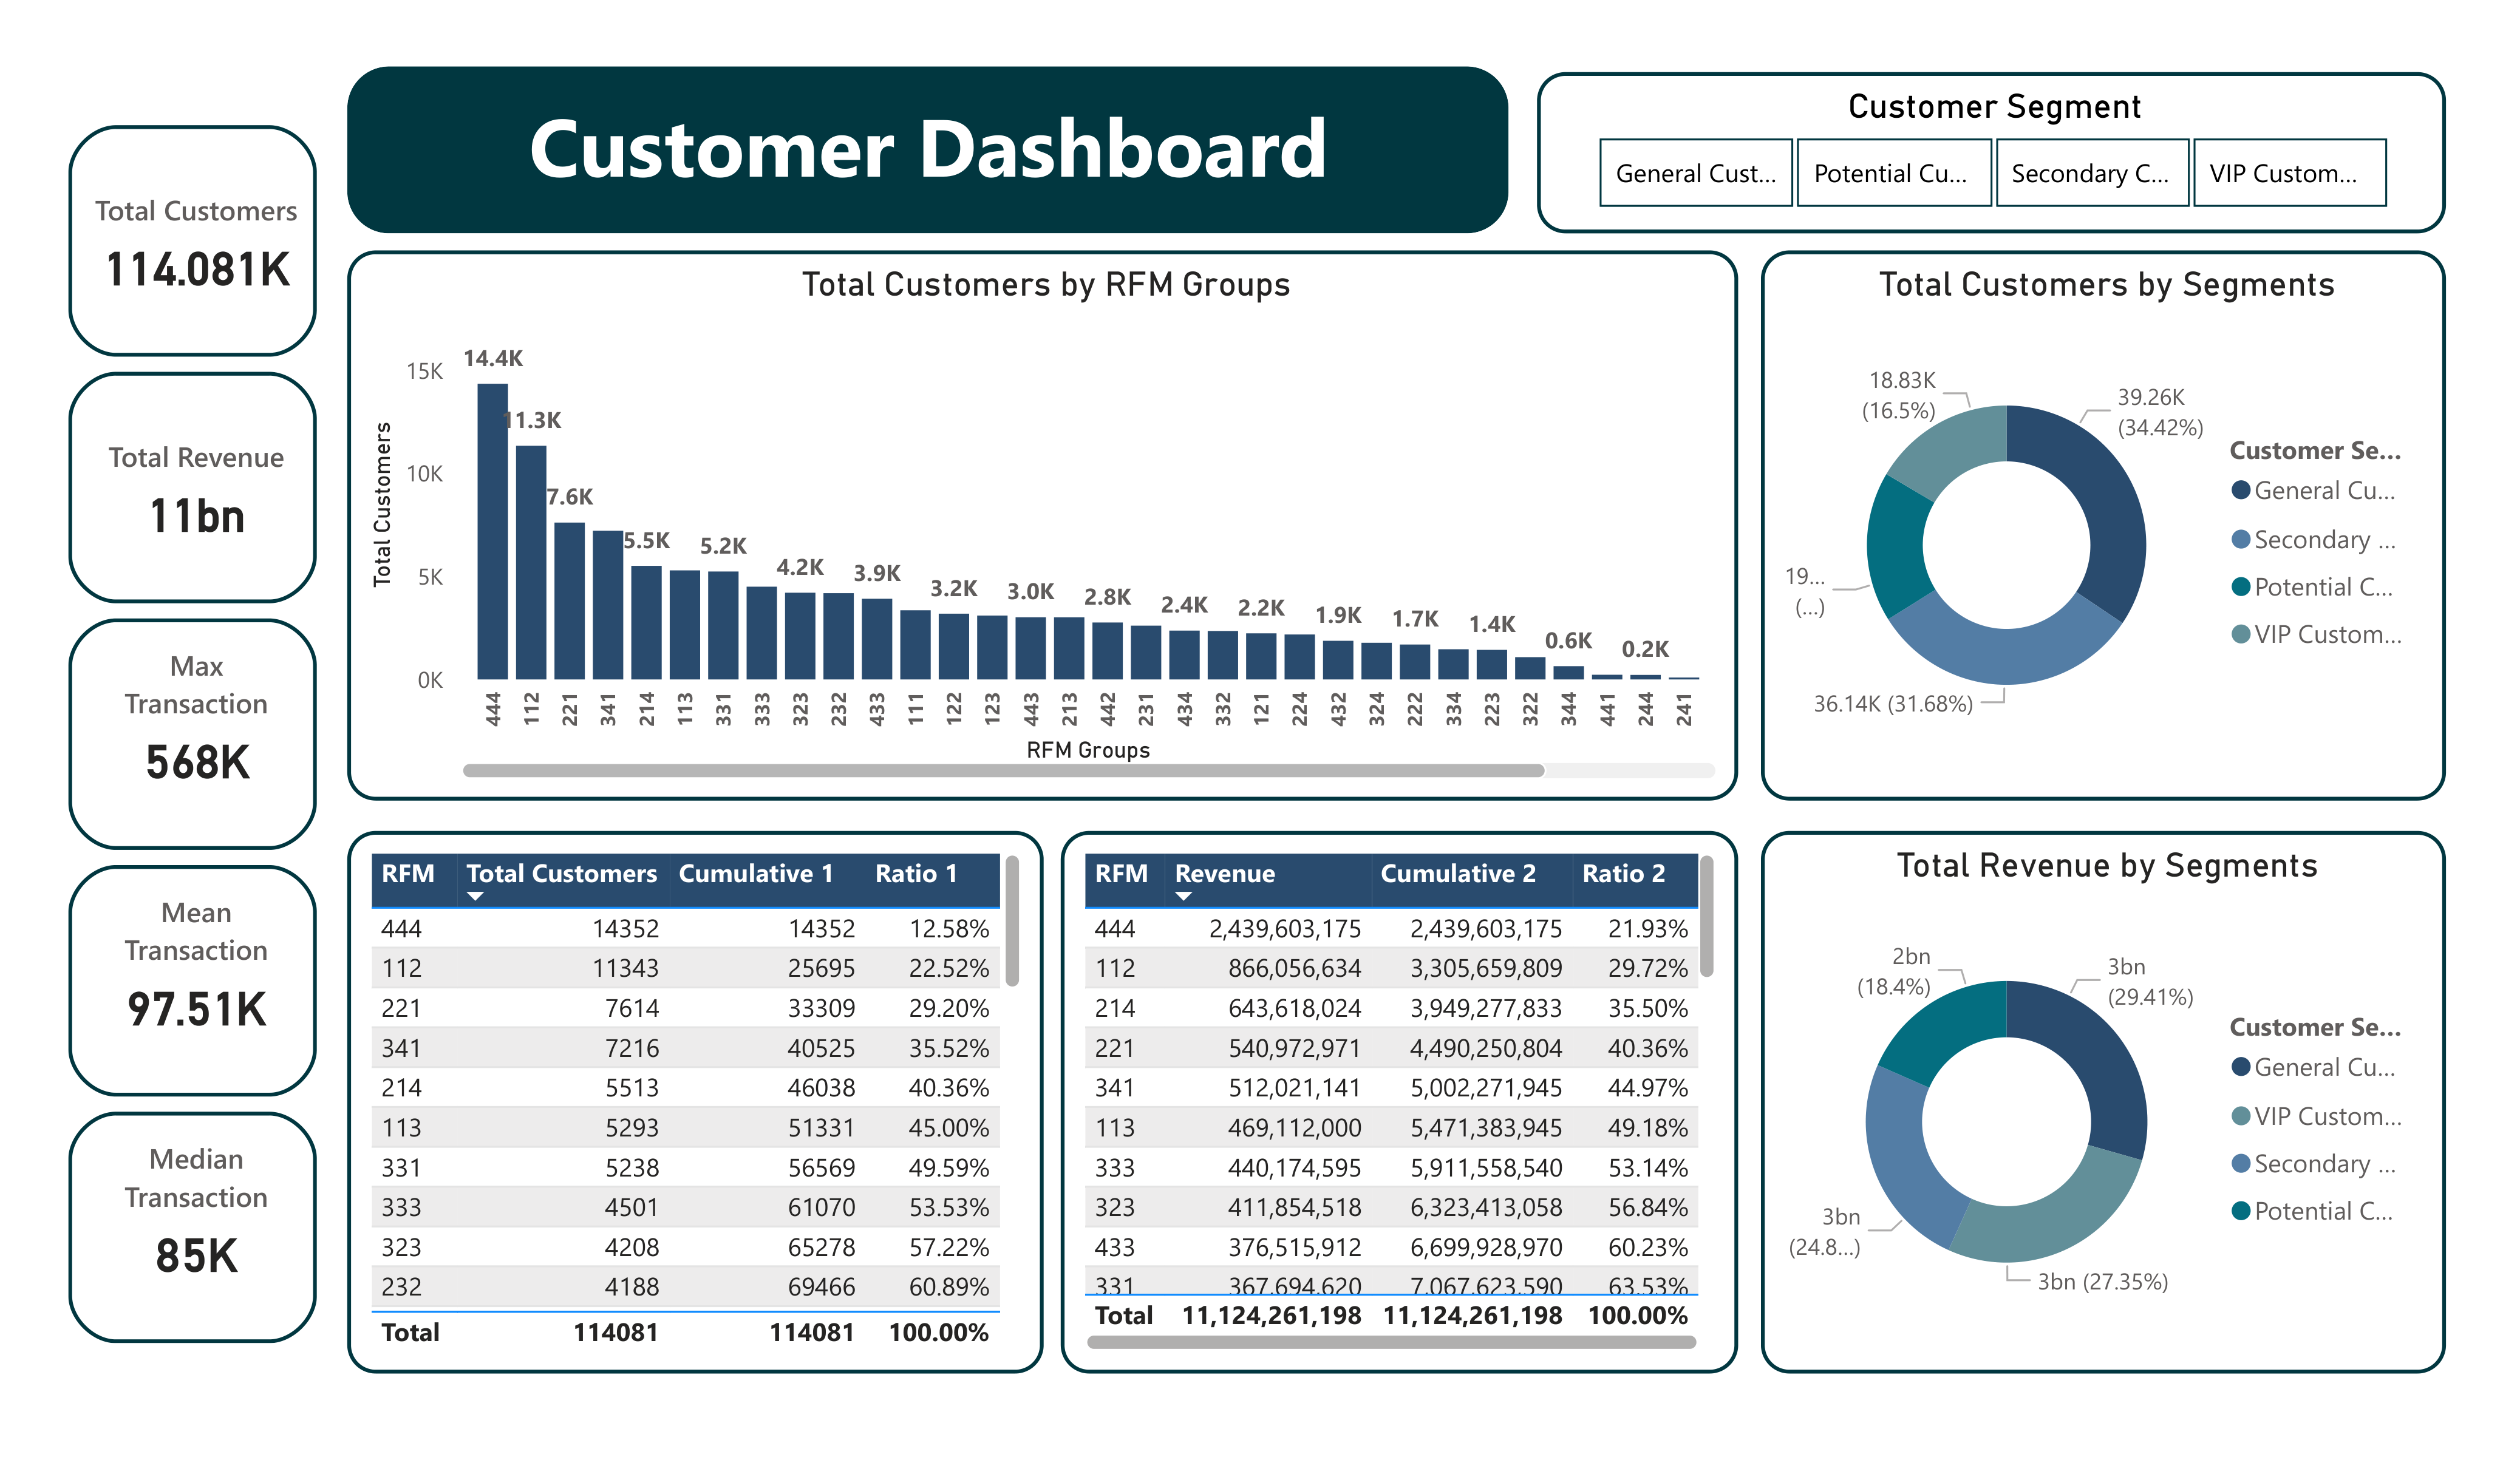 Customer Dashboard
Customer Segment
General Cust... Potential Cu... Secondary C... VIP Custom...
Total Customers
114.081K
Total Revenue
11bn
Max
Transaction
568K
Mean
Transaction
97.51K
Median
Transaction
85K
Total Customers by RFM Groups
Total Customers
15K
10K
5K
0K
14.4K
11.3K
7.6K
5.5K
5.2K
4.2K
3.9K
3.2K
3.0K
2.8K
2.4K
2.2K
1.9K
1.7K
1.4K
0.6K
0.2K
444 112 221 341 214 113 331 333 323 232 433 111 122 123 443 213 442 231 434 332 121 224 432 324 222 334 223 322 344 441 244 241
RFM Groups
Total Customers by Segments
18.83K
(16.5%)
39.26K
(34.42%)
19...
(...)
36.14K (31.68%)
Customer Se...
General Cu...
Secondary ...
Potential C...
VIP Custom...
RFM Total Customers Cumulative 1 Ratio 1
444 14352 14352 12.58%
112 11343 25695 22.52%
221 7614 33309 29.20%
341 7216 40525 35.52%
214 5513 46038 40.36%
113 5293 51331 45.00%
331 5238 56569 49.59%
333 4501 61070 53.53%
323 4208 65278 57.22%
232 4188 69466 60.89%
Total 114081 114081 100.00%
RFM Revenue Cumulative 2 Ratio 2
444 2,439,603,175 2,439,603,175 21.93%
112 866,056,634 3,305,659,809 29.72%
214 643,618,024 3,949,277,833 35.50%
221 540,972,971 4,490,250,804 40.36%
341 512,021,141 5,002,271,945 44.97%
113 469,112,000 5,471,383,945 49.18%
333 440,174,595 5,911,558,540 53.14%
323 411,854,518 6,323,413,058 56.84%
433 376,515,912 6,699,928,970 60.23%
331 367,694,620 7,067,623,590 63.53%
Total 11,124,261,198 11,124,261,198 100.00%
Total Revenue by Segments
2bn
(18.4%)
3bn
(29.41%)
3bn
(24.8...)
3bn (27.35%)
Customer Se...
General Cu...
VIP Custom...
Secondary ...
Potential C...